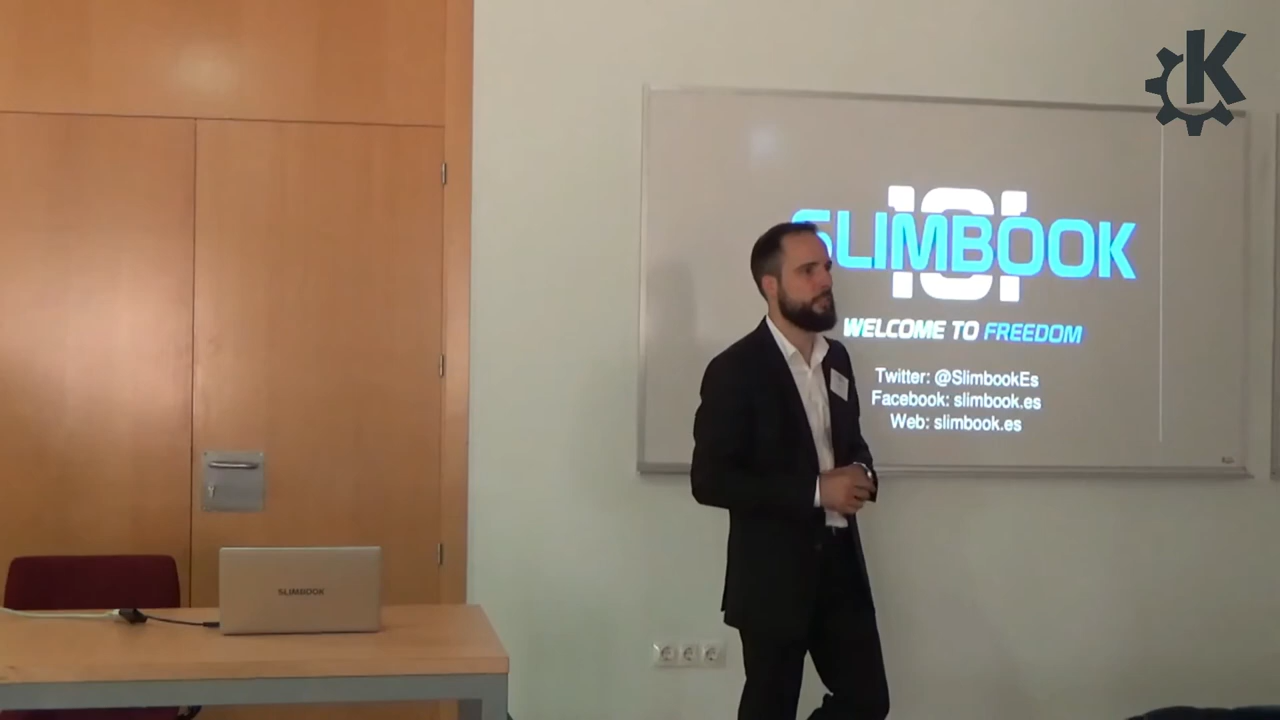 SLIMBOOK
WELCOME TO FREEDOM
Twitter: @SlimbookEs
Facebook: slimbook.es
Web: slimbook.es
SLIMBOOK
K